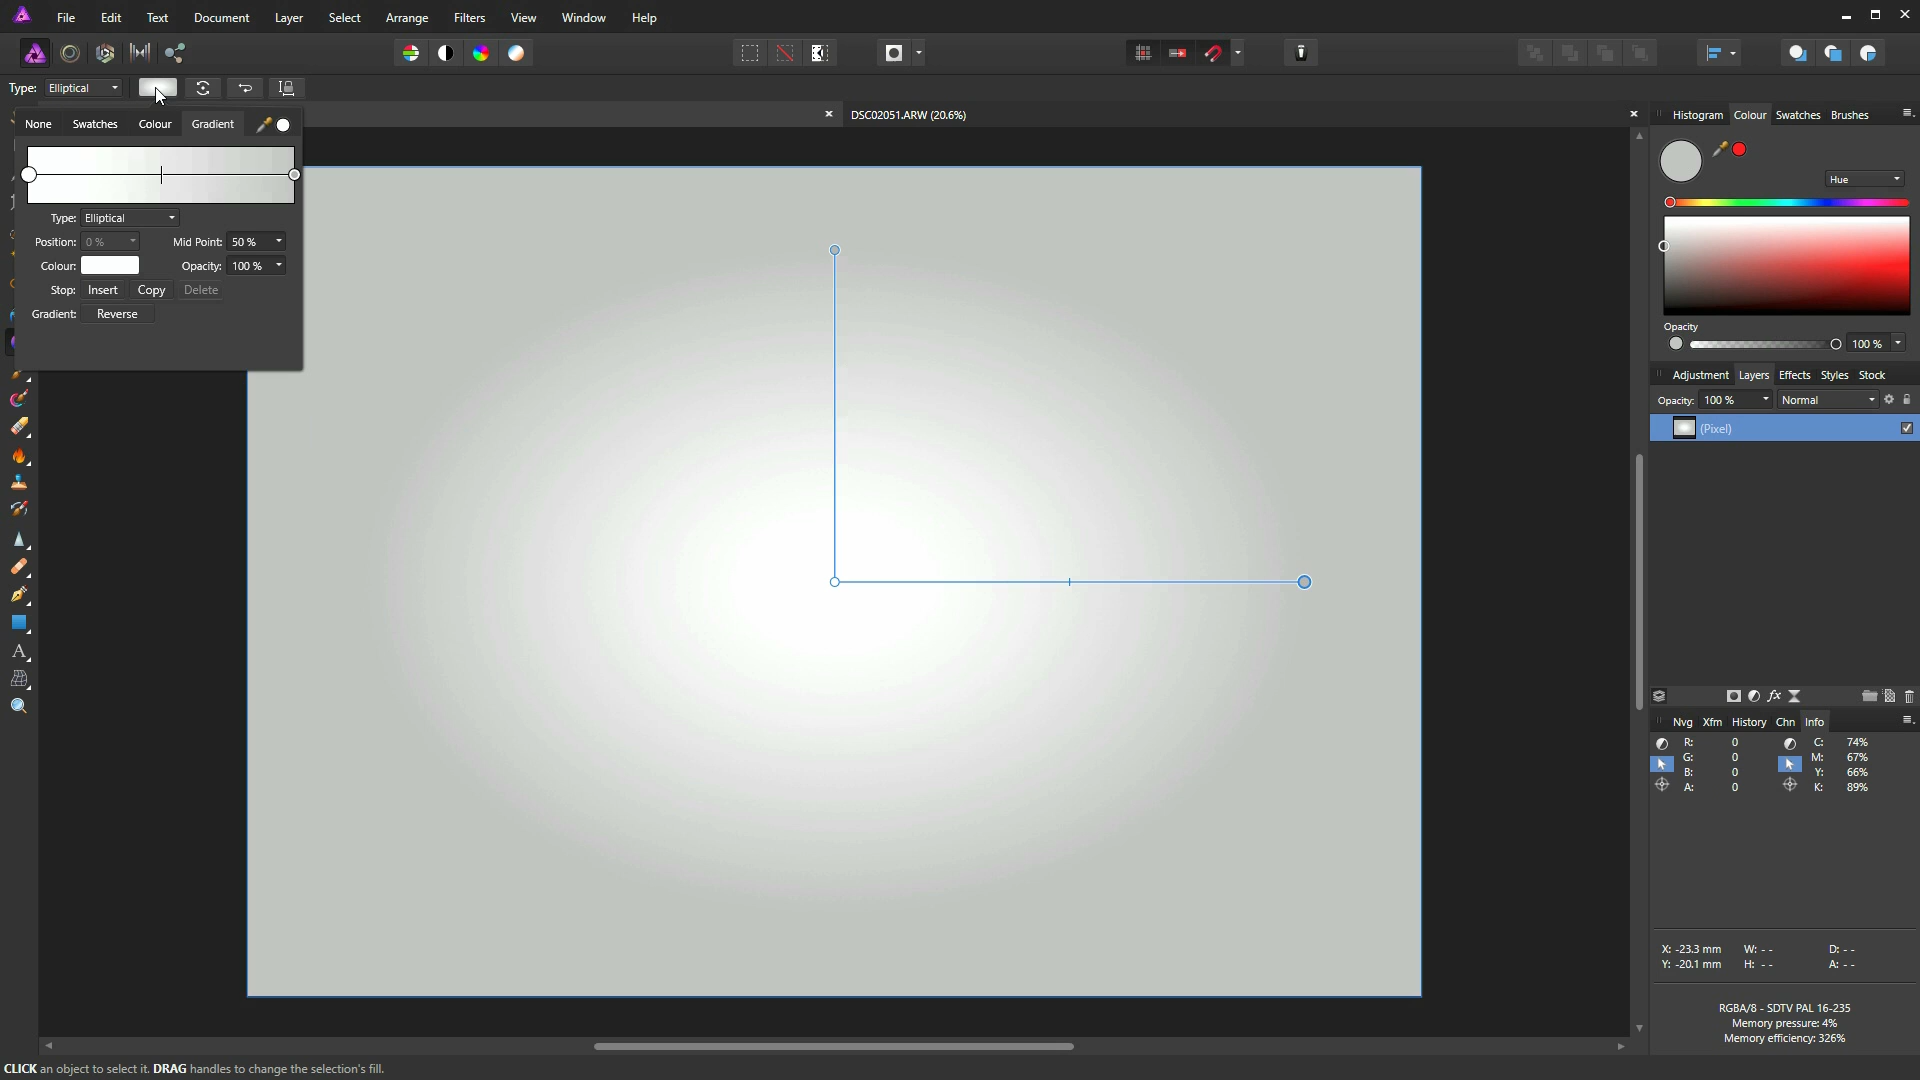 File Edit Text Document Layer Select Arrange Filters View Window Help
Type: Elliptical
None Swatches Colour Gradient
DSC02051.ARW (20.6%)
Type: Elliptical
Position: 0 % Mid Point: 50 %
Colour: Opacity: 100 %
Stop: Insert Copy Delete
Gradient: Reverse
Histogram Colour Swatches Brushes
Hue
Opacity
100 %
Adjustment Layers Effects Styles Stock
Opacity: 100 % Normal
(Pixel)
Nvg Xfm History Chn Info
R: 0 C: 74%
G: 0 M: 67%
B: 0 Y: 66%
A: 0 K: 89%
X: -23.3 mm W: - - D: - -
Y: -20.1 mm H: - - A: - -
RGBA/8 - SDTV PAL 16-235
Memory pressure: 4%
Memory efficiency: 326%
CLICK an object to select it. DRAG handles to change the selection's fill.